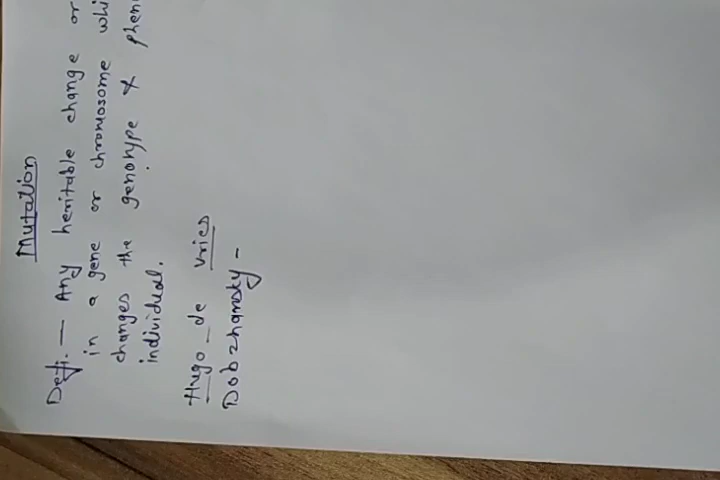 Mutation
Defi. — Any heritable change or
in a gene or chromosome whi
changes the genotype & phen
individual.
Hugo-de Vries
Dobzhansky -